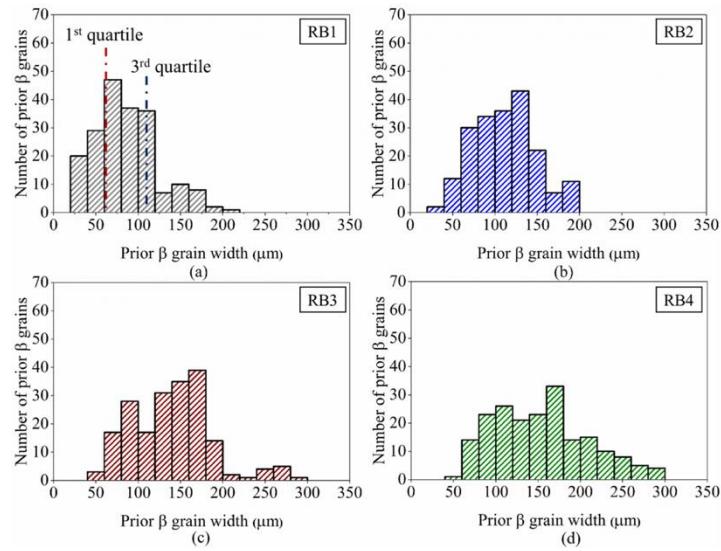 RB1
1st quartile
3rd quartile
70
60
50
40
30
20
10
0
Number of prior β grains
0 50 100 150 200 250 300 350
Prior β grain width (μm)
(a)
RB2
70
60
50
40
30
20
10
0
Number of prior β grains
0 50 100 150 200 250 300 350
Prior β grain width (μm)
(b)
RB3
70
60
50
40
30
20
10
0
Number of prior β grains
0 50 100 150 200 250 300 350
Prior β grain width (μm)
(c)
RB4
70
60
50
40
30
20
10
0
Number of prior β grains
0 50 100 150 200 250 300 350
Prior β grain width (μm)
(d)